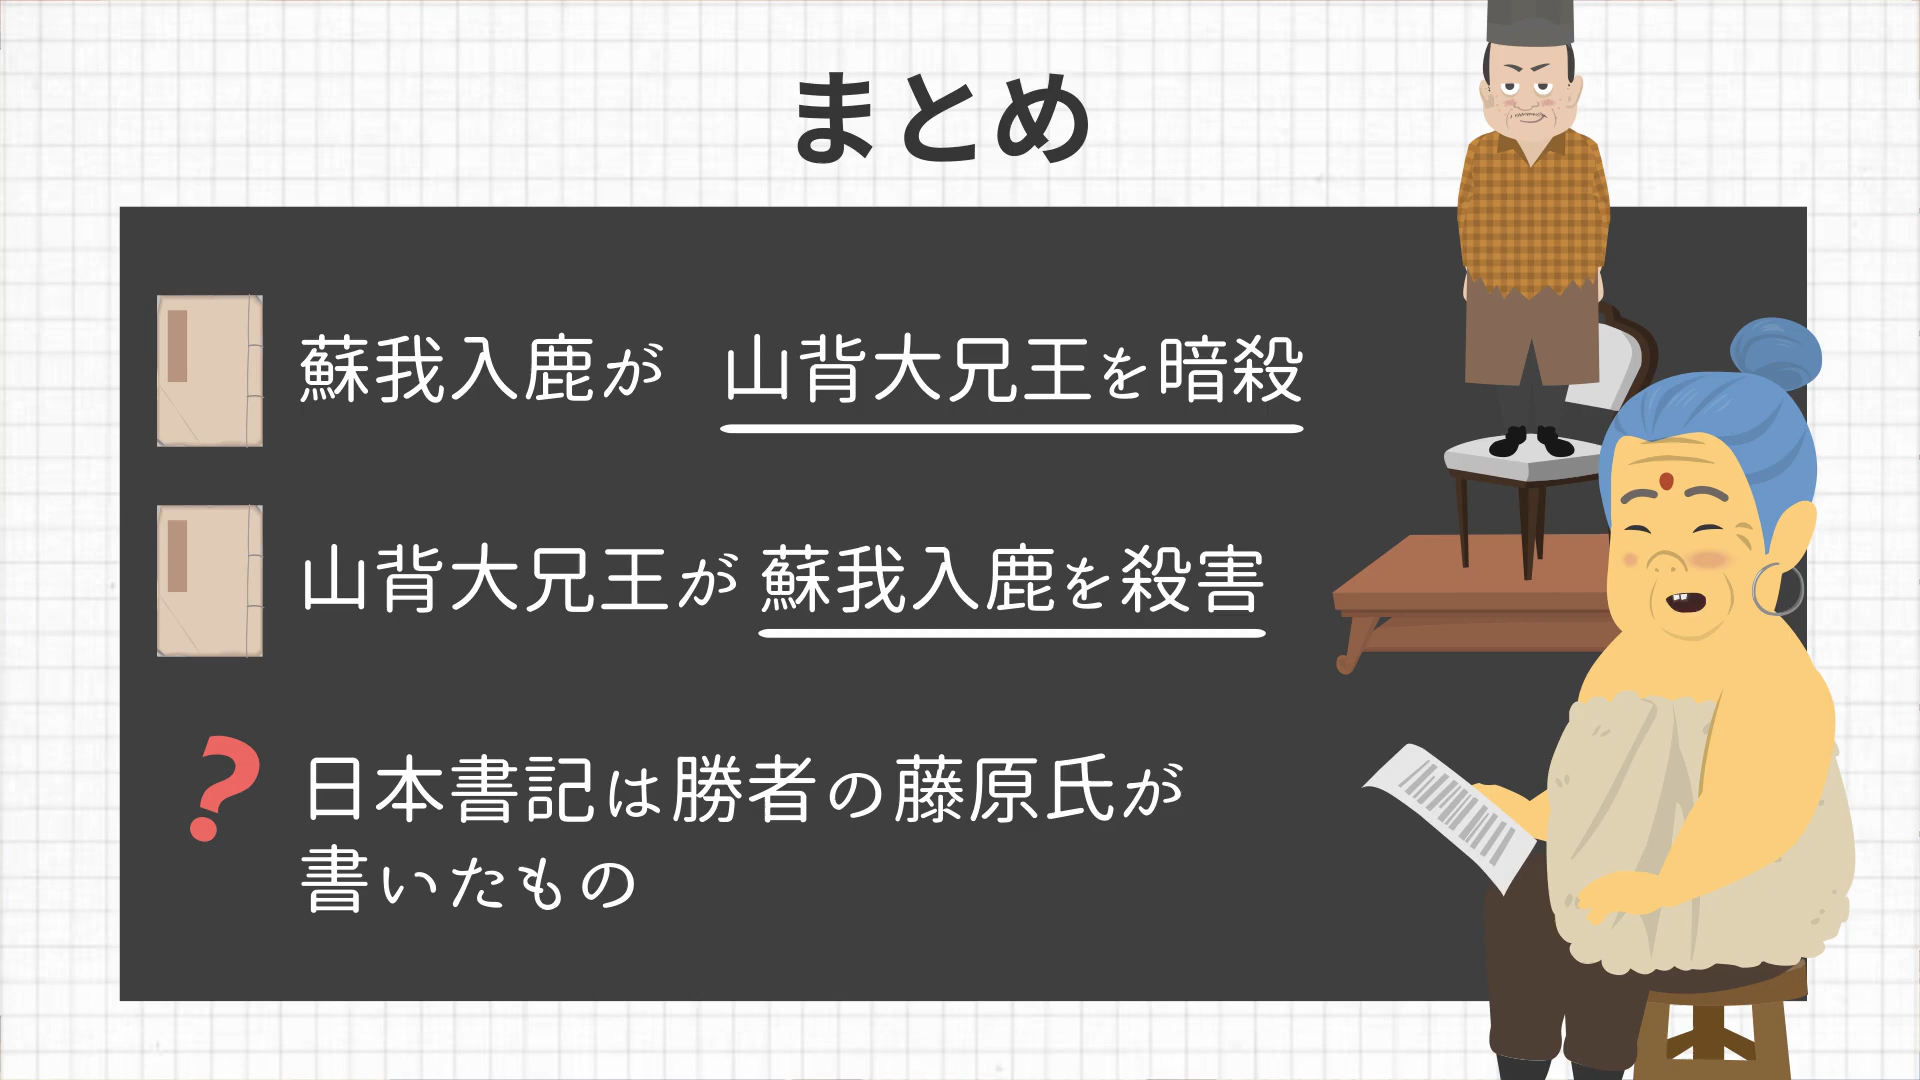 まとめ
蘇我入鹿が　山背大兄王を暗殺
山背大兄王が 蘇我入鹿を殺害
? 日本書記は勝者の藤原氏が
書いたもの